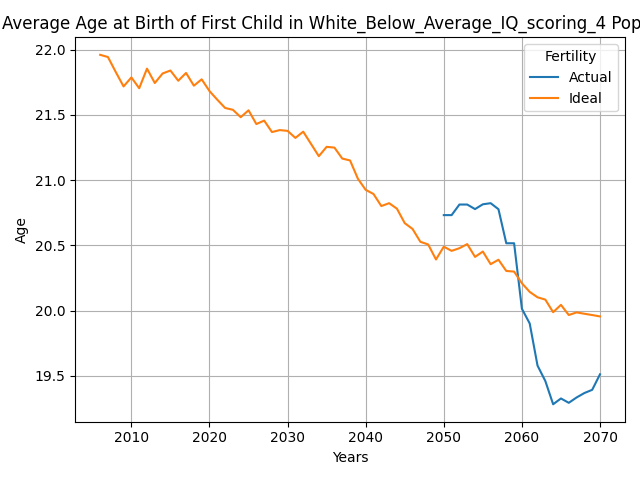 Average Age at Birth of First Child in White_Below_Average_IQ_scoring_4 Pop
Fertility
Actual
Ideal
22.0
21.5
21.0
20.5
20.0
19.5
Age
2010 2020 2030 2040 2050 2060 2070
Years